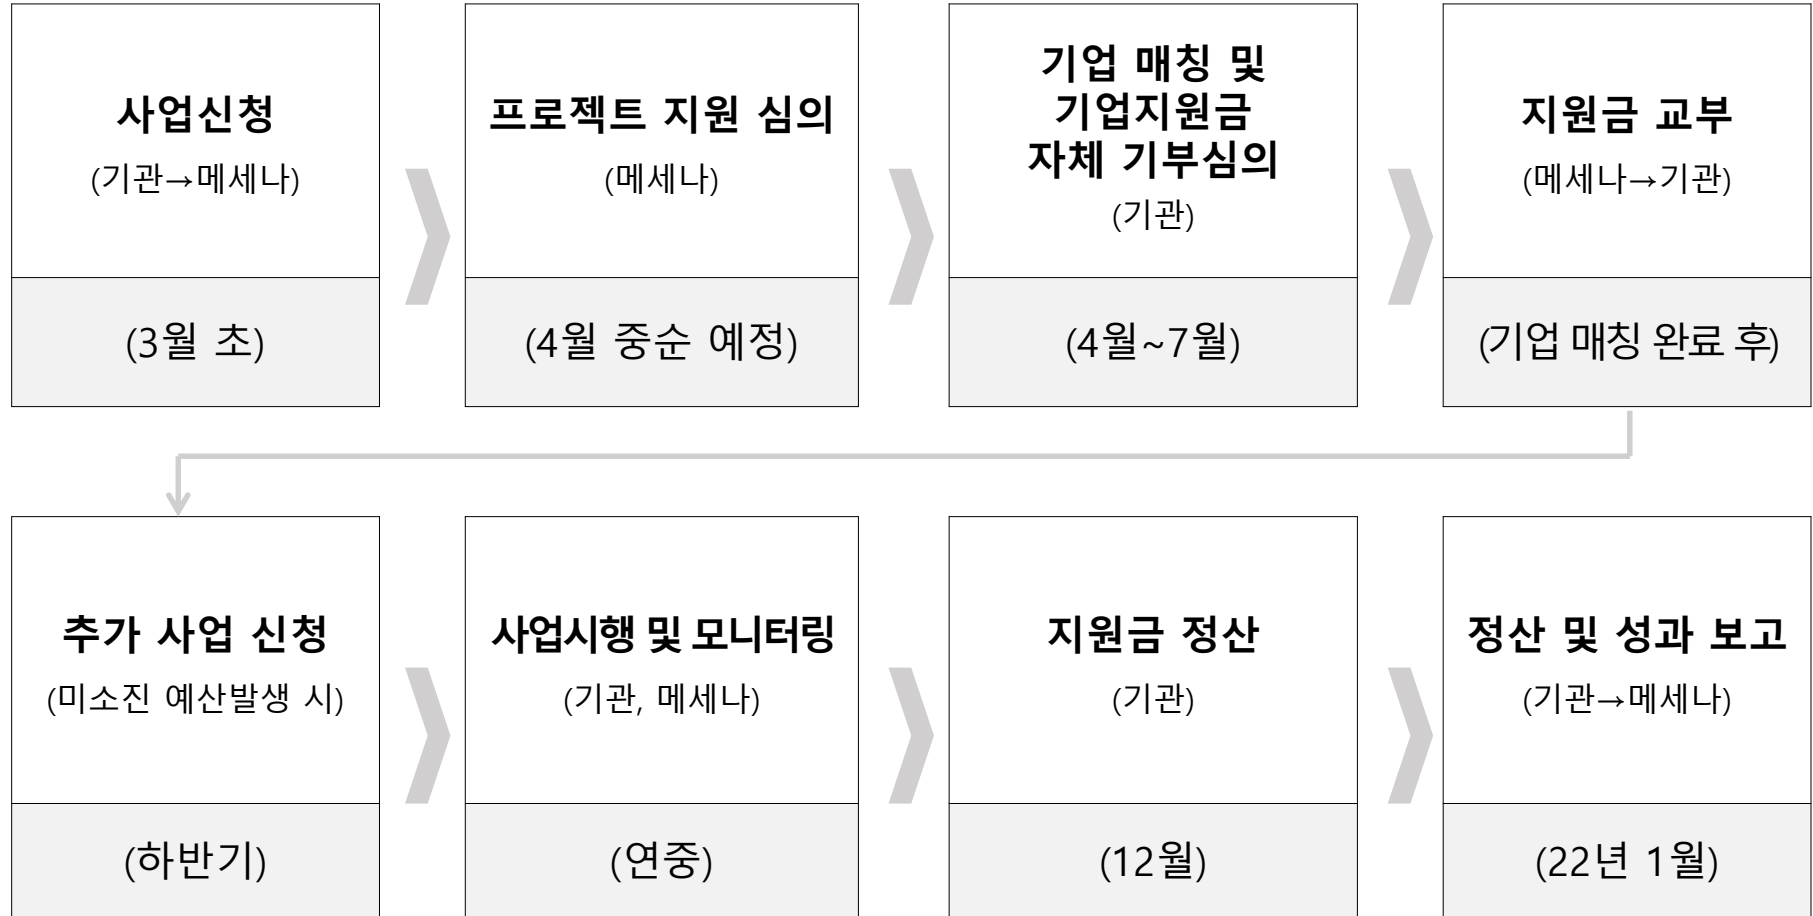 사업신청
(기관→메세나)
(3월 초)
프로젝트 지원 심의
(메세나)
(4월 중순 예정)
기업 매칭 및
기업지원금
자체 기부심의
(기관)
(4월~7월)
지원금 교부
(메세나→기관)
(기업 매칭 완료 후)
추가 사업 신청
(미소진 예산발생 시)
(하반기)
사업시행 및 모니터링
(기관, 메세나)
(연중)
지원금 정산
(기관)
(12월)
정산 및 성과 보고
(기관→메세나)
(22년 1월)